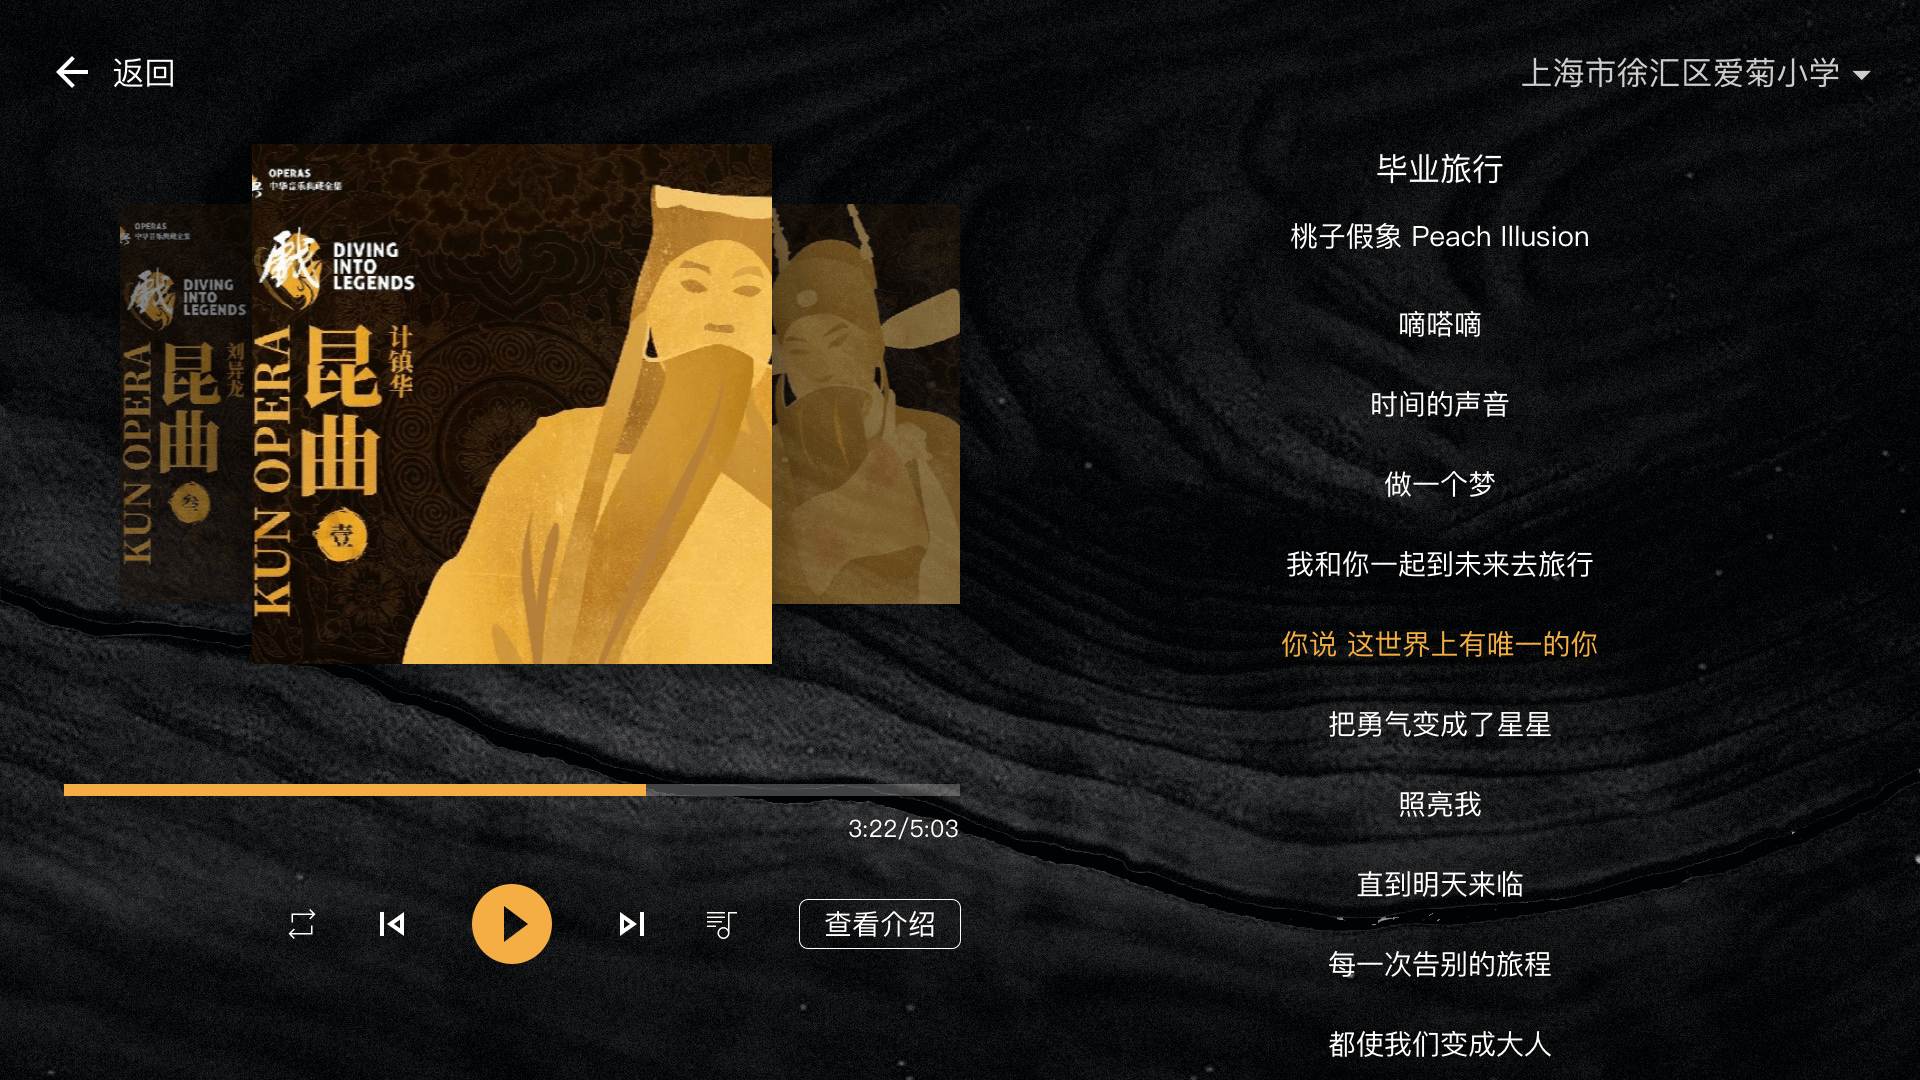 返回
上海市徐汇区爱菊小学
OPERAS
中华音乐典藏全集
戏
DIVING
INTO
LEGENDS
KUN OPERA
昆曲
刘异龙
叁
OPERAS
中华音乐典藏全集
戲
DIVING
INTO
LEGENDS
KUN OPERA
昆曲
计镇华
壹
3:22/5:03
查看介绍
毕业旅行
桃子假象 Peach Illusion
嘀嗒嘀
时间的声音
做一个梦
我和你一起到未来去旅行
你说 这世界上有唯一的你
把勇气变成了星星
照亮我
直到明天来临
每一次告别的旅程
都使我们变成大人